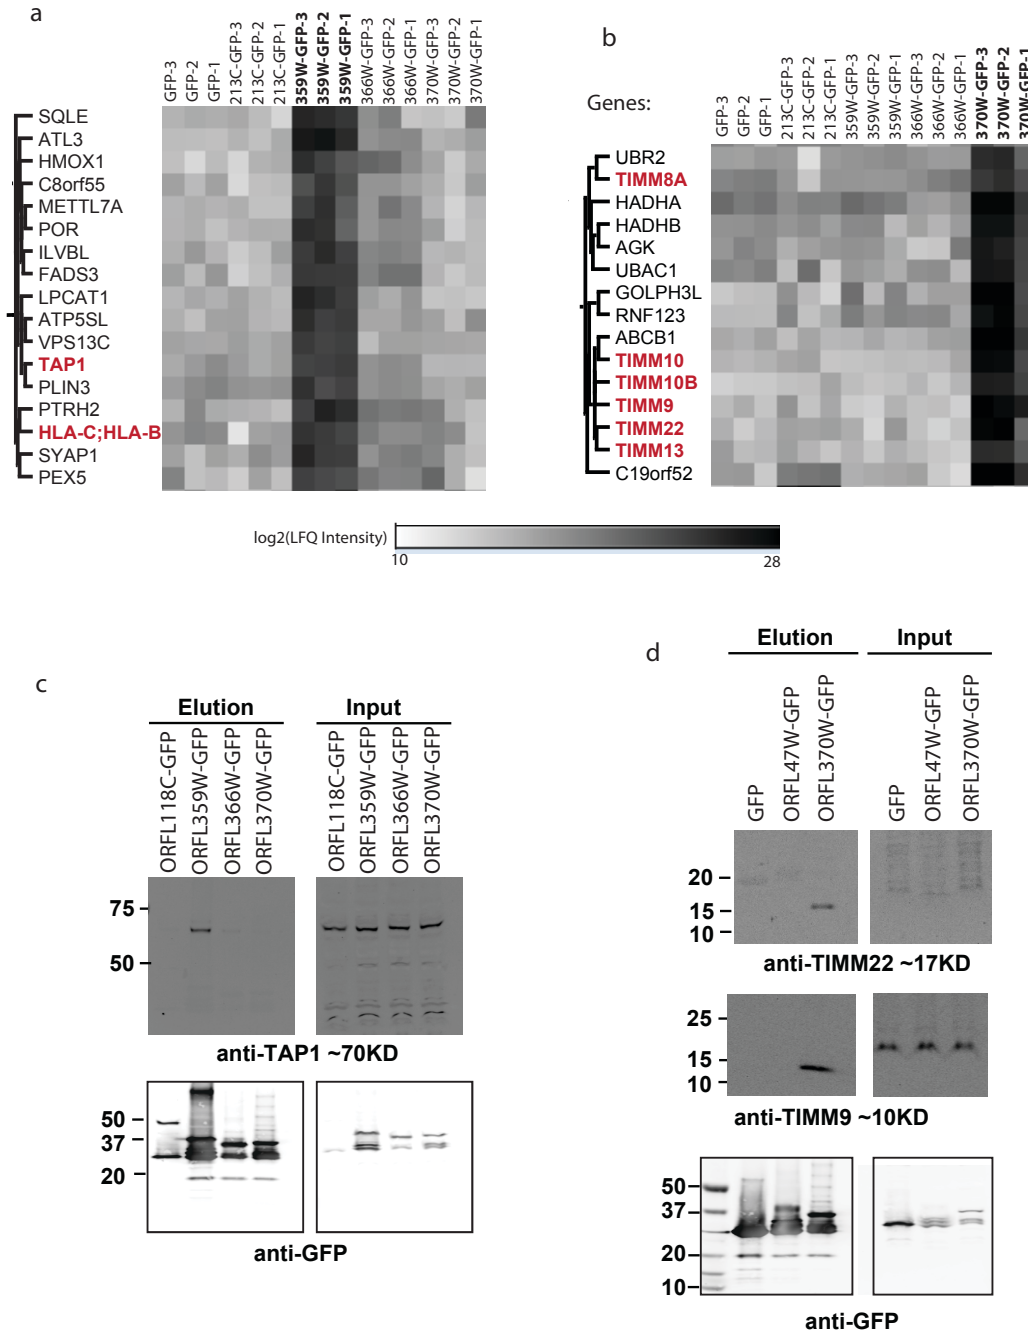 a
GFP-3
GFP-2
GFP-1
213C-GFP-3
213C-GFP-2
213C-GFP-1
359W-GFP-3
359W-GFP-2
359W-GFP-1
366W-GFP-3
366W-GFP-2
366W-GFP-1
370W-GFP-3
370W-GFP-2
370W-GFP-1
SQLE
ATL3
HMOX1
C8orf55
METTL7A
POR
ILVBL
FADS3
LPCAT1
ATP5SL
VPS13C
TAP1
PLIN3
PTRH2
HLA-C;HLA-B
SYAP1
PEX5
b
Genes:
GFP-3
GFP-2
GFP-1
213C-GFP-3
213C-GFP-2
213C-GFP-1
359W-GFP-3
359W-GFP-2
359W-GFP-1
366W-GFP-3
366W-GFP-2
366W-GFP-1
370W-GFP-3
370W-GFP-2
370W-GFP-1
UBR2
TIMM8A
HADHA
HADHB
AGK
UBAC1
GOLPH3L
RNF123
ABCB1
TIMM10
TIMM10B
TIMM9
TIMM22
TIMM13
C19orf52
log2(LFQ Intensity)
10
28
c
Elution
Input
ORFL118C-GFP
ORFL359W-GFP
ORFL366W-GFP
ORFL370W-GFP
ORFL118C-GFP
ORFL359W-GFP
ORFL366W-GFP
ORFL370W-GFP
75
50
anti-TAP1 ~70KD
50
37
20
anti-GFP
d
Elution
Input
GFP
ORFL47W-GFP
ORFL370W-GFP
GFP
ORFL47W-GFP
ORFL370W-GFP
20
15
10
anti-TIMM22 ~17KD
25
15
10
anti-TIMM9 ~10KD
50
37
20
10
anti-GFP